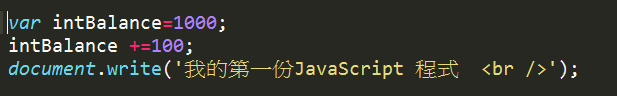 var intBalance=1000;
intBalance +=100;
document.write('我的第一份JavaScript 程式  <br />');